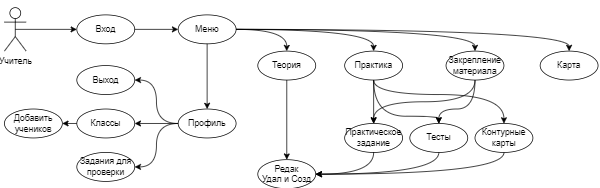 Учитель
Вход
Меню
Теория
Практика
Закрепление
материала
Карта
Выход
Добавить
учеников
Классы
Профиль
Задания для
проверки
Практическое
задание
Тесты
Контурные
карты
Редак
Удал и Созд.